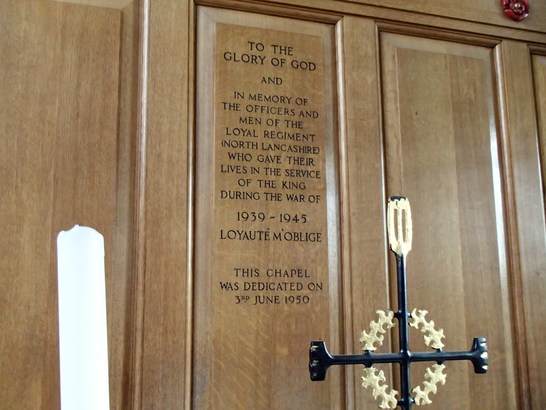 TO THE
GLORY OF GOD
AND
IN MEMORY OF
THE OFFICERS AND
MEN OF THE
LOYAL REGIMENT
(NORTH LANCASHIRE)
WHO GAVE THEIR
LIVES IN THE SERVICE
OF THE KING
DURING THE WAR OF
1939 - 1945
LOYAUTÉ M'OBLIGE
THIS CHAPEL
WAS DEDICATED ON
3RD JUNE 1950